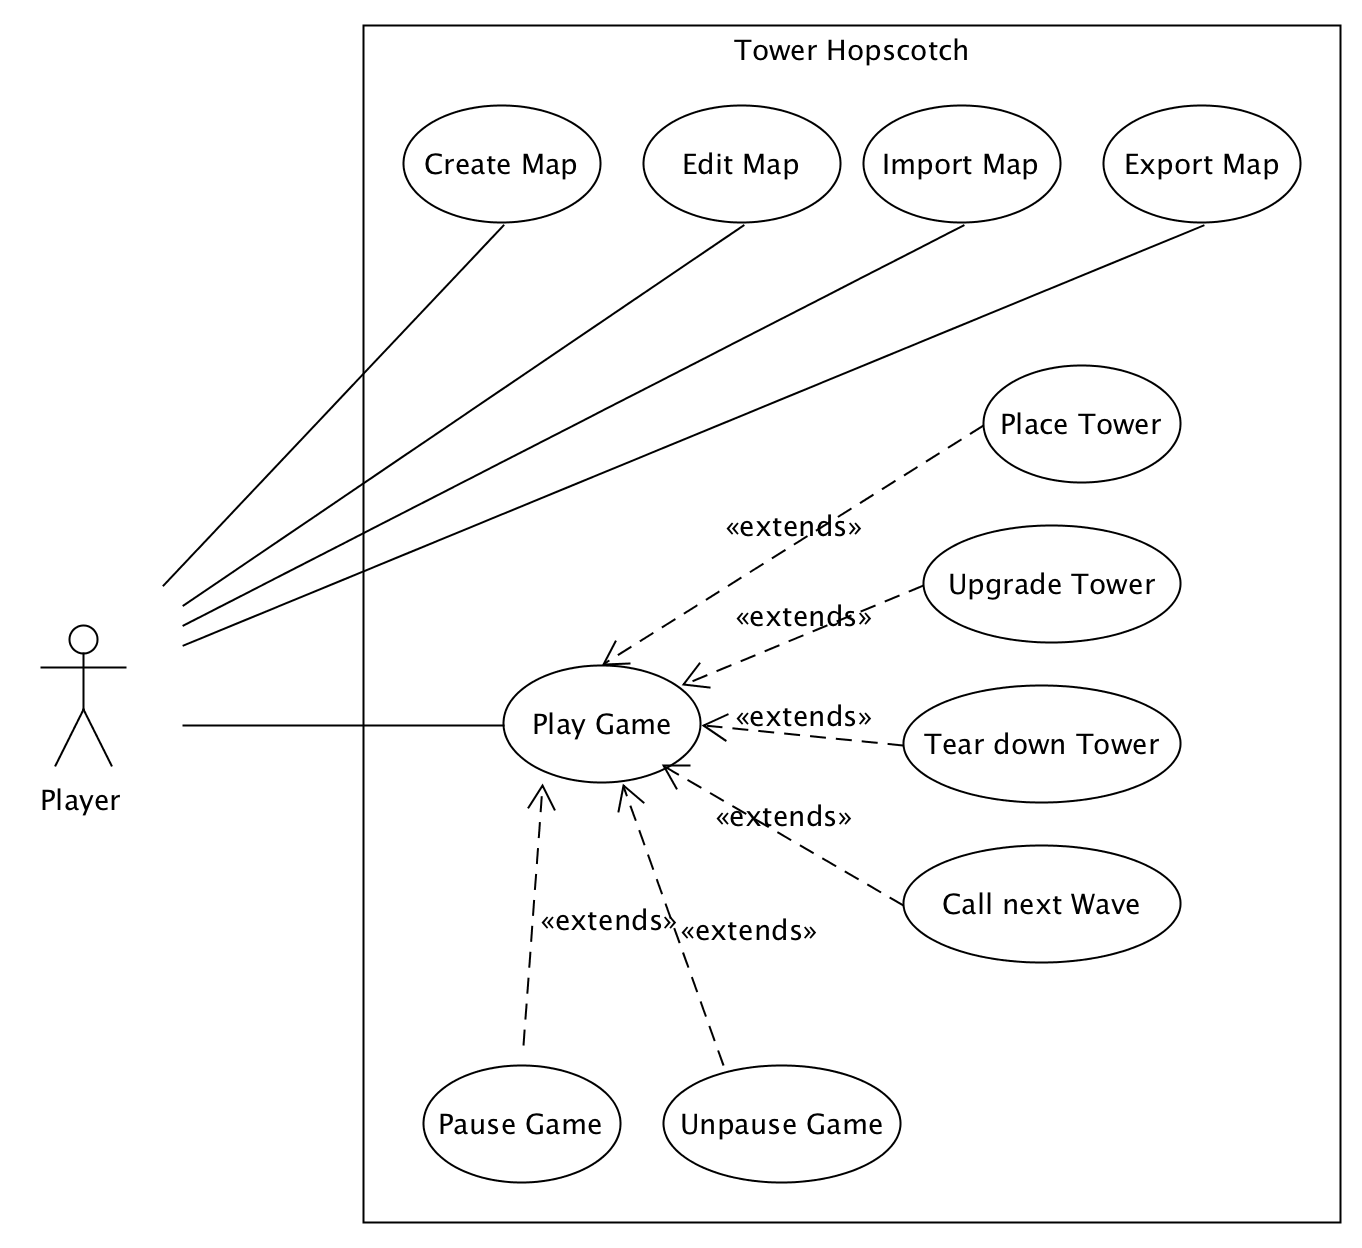 Tower Hopscotch
Create Map
Edit Map
Import Map
Export Map
Place Tower
«extends»
Upgrade Tower
«extends»
Play Game
«extends»
Tear down Tower
Player
«extends»
Call next Wave
«extends»
«extends»
Pause Game
Unpause Game